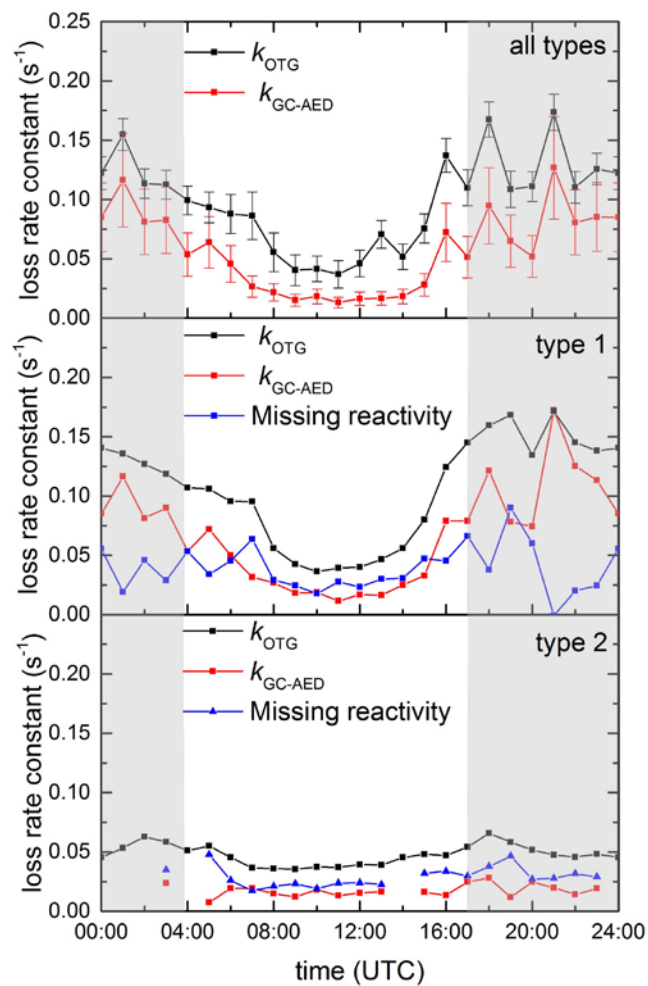 0.25
all types
k_OTG
0.20
k_GC-AED
0.15
0.10
0.05
0.00
loss rate constant (s⁻¹)
k_OTG
type 1
k_GC-AED
0.20
Missing reactivity
0.15
0.10
0.05
0.00
loss rate constant (s⁻¹)
k_OTG
type 2
k_GC-AED
0.20
Missing reactivity
0.15
0.10
0.05
0.00
loss rate constant (s⁻¹)
00:00 04:00 08:00 12:00 16:00 20:00 24:00
time (UTC)